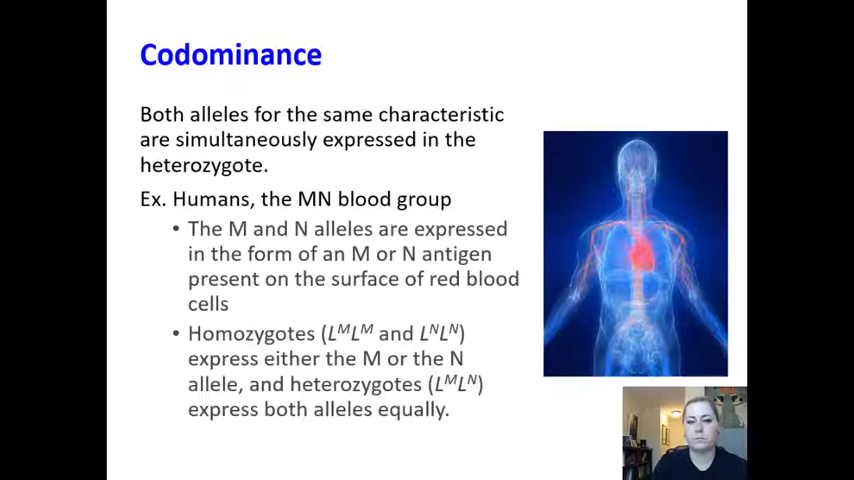 Codominance
Both alleles for the same characteristic
are simultaneously expressed in the
heterozygote.
Ex. Humans, the MN blood group
• The M and N alleles are expressed
in the form of an M or N antigen
present on the surface of red blood
cells
• Homozygotes (LᴹLᴹ and LᴺLᴺ)
express either the M or the N
allele, and heterozygotes (LᴹLᴺ)
express both alleles equally.